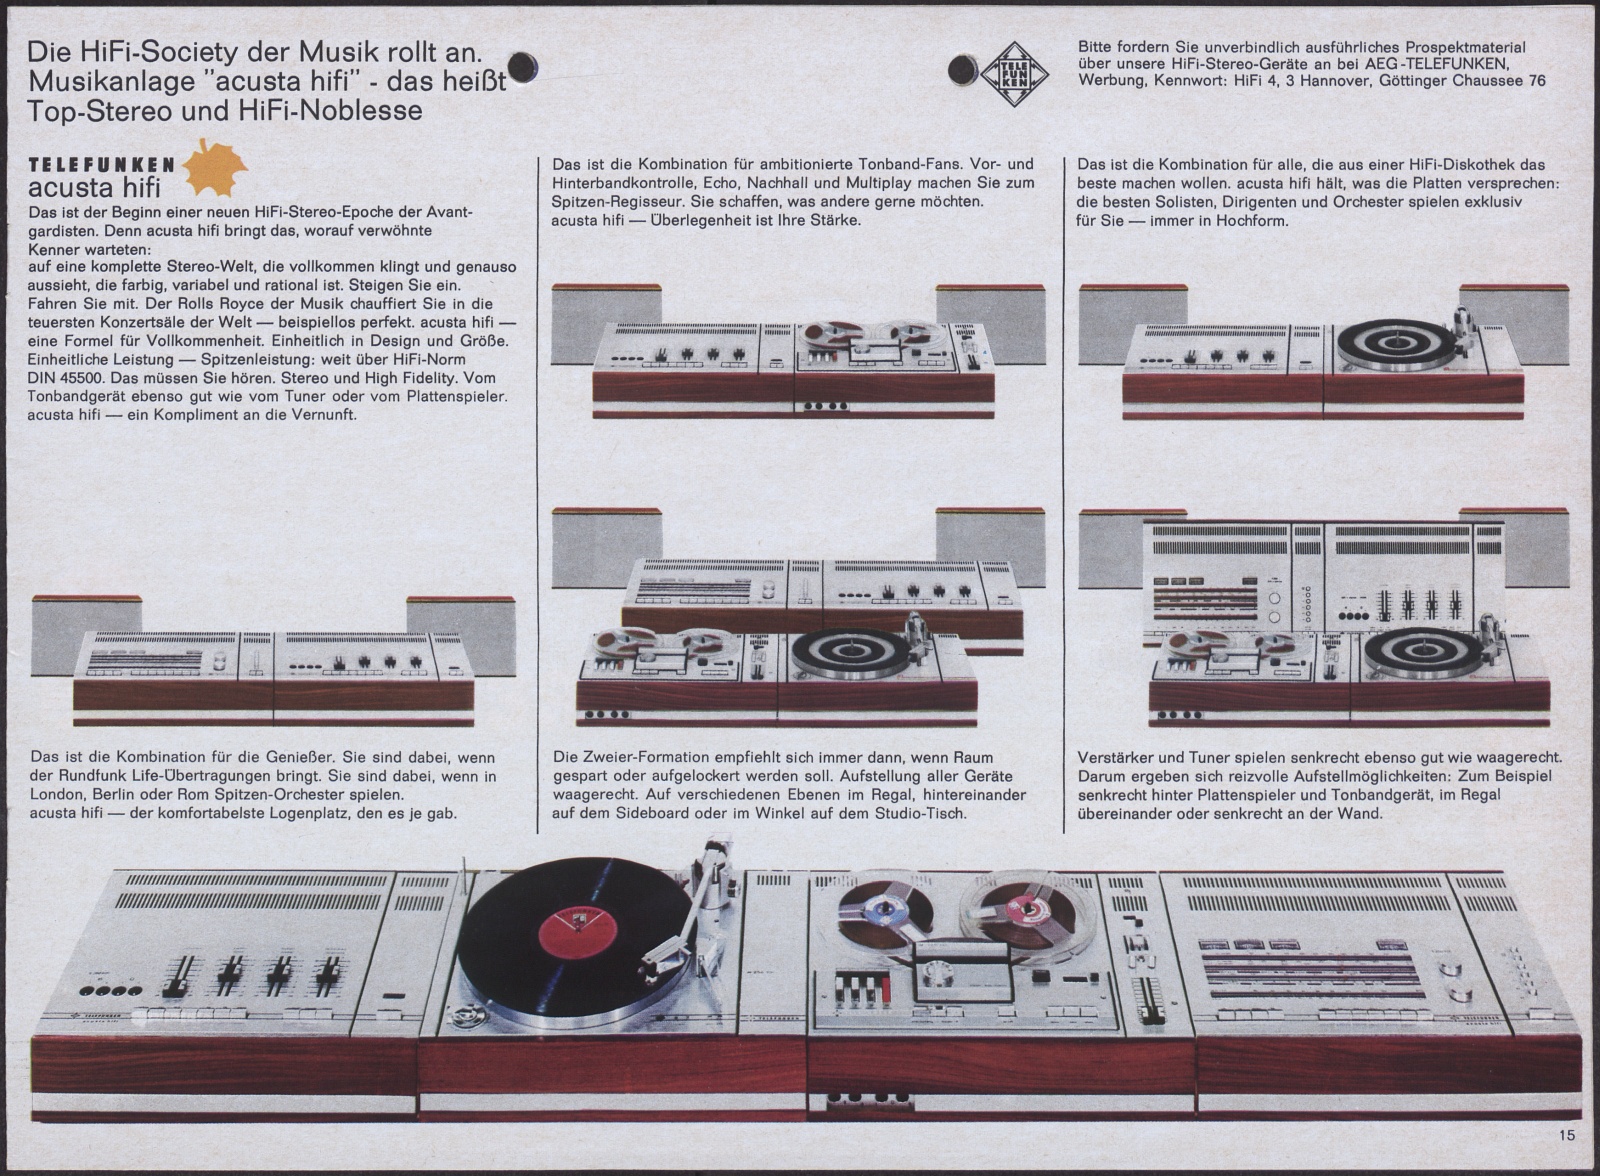 Die HiFi-Society der Musik rollt an.
Musikanlage "acusta hifi" - das heißt
Top-Stereo und HiFi-Noblesse
TELE
FUN
KEN
Bitte fordern Sie unverbindlich ausführliches Prospektmaterial
über unsere HiFi-Stereo-Geräte an bei AEG-TELEFUNKEN,
Werbung, Kennwort: HiFi 4, 3 Hannover, Göttinger Chaussee 76
TELEFUNKEN
acusta hifi
Das ist der Beginn einer neuen HiFi-Stereo-Epoche der Avant-
gardisten. Denn acusta hifi bringt das, worauf verwöhnte
Kenner warteten:
auf eine komplette Stereo-Welt, die vollkommen klingt und genauso
aussieht, die farbig, variabel und rational ist. Steigen Sie ein.
Fahren Sie mit. Der Rolls Royce der Musik chauffiert Sie in die
teuersten Konzertsäle der Welt — beispiellos perfekt. acusta hifi —
eine Formel für Vollkommenheit. Einheitlich in Design und Größe.
Einheitliche Leistung — Spitzenleistung: weit über HiFi-Norm
DIN 45500. Das müssen Sie hören. Stereo und High Fidelity. Vom
Tonbandgerät ebenso gut wie vom Tuner oder vom Plattenspieler.
acusta hifi — ein Kompliment an die Vernunft.
Das ist die Kombination für die Genießer. Sie sind dabei, wenn
der Rundfunk Life-Übertragungen bringt. Sie sind dabei, wenn in
London, Berlin oder Rom Spitzen-Orchester spielen.
acusta hifi — der komfortabelste Logenplatz, den es je gab.
Das ist die Kombination für ambitionierte Tonband-Fans. Vor- und
Hinterbandkontrolle, Echo, Nachhall und Multiplay machen Sie zum
Spitzen-Regisseur. Sie schaffen, was andere gerne möchten.
acusta hifi — Überlegenheit ist Ihre Stärke.
Die Zweier-Formation empfiehlt sich immer dann, wenn Raum
gespart oder aufgelockert werden soll. Aufstellung aller Geräte
waagerecht. Auf verschiedenen Ebenen im Regal, hintereinander
auf dem Sideboard oder im Winkel auf dem Studio-Tisch.
Das ist die Kombination für alle, die aus einer HiFi-Diskothek das
beste machen wollen. acusta hifi hält, was die Platten versprechen:
die besten Solisten, Dirigenten und Orchester spielen exklusiv
für Sie — immer in Hochform.
Verstärker und Tuner spielen senkrecht ebenso gut wie waagerecht.
Darum ergeben sich reizvolle Aufstellmöglichkeiten: Zum Beispiel
senkrecht hinter Plattenspieler und Tonbandgerät, im Regal
übereinander oder senkrecht an der Wand.
TELEFUNKEN
acusta hifi
15